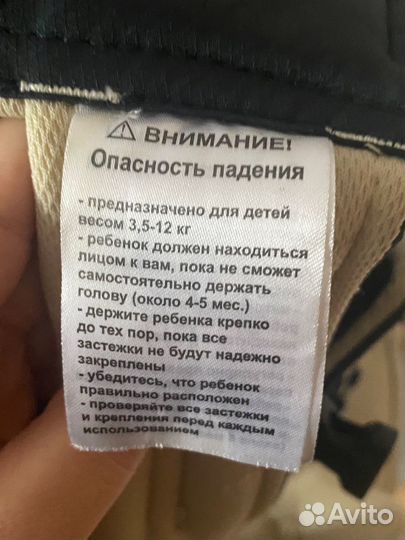 ⚠ ВНИМАНИЕ!
Опасность падения
- предназначено для детей
весом 3,5-12 кг
- ребенок должен находиться
лицом к вам, пока не сможет
самостоятельно держать
голову (около 4-5 мес.)
- держите ребенка крепко
до тех пор, пока все
застежки не будут надежно
закреплены
- убедитесь, что ребенок
правильно расположен
- проверяйте все застежки
и крепления перед каждым
использованием
Avito